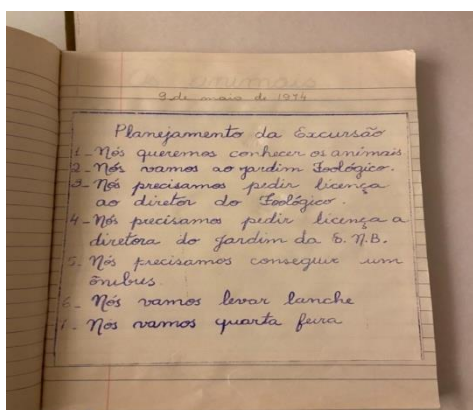 Os animais
9 de maio de 1974
Planejamento da Excursão
1 - Nós queremos conhecer os animais
2 - Nós vamos ao jardim Zoológico.
3 - Nós precisamos pedir licença
ao diretor do Zoológico.
4 - Nós precisamos pedir licença a
diretora do jardim da E. N. B.
5. Nós precisamos conseguir um
ônibus.
6 - Nós vamos levar lanche
7 - Nós vamos quarta feira